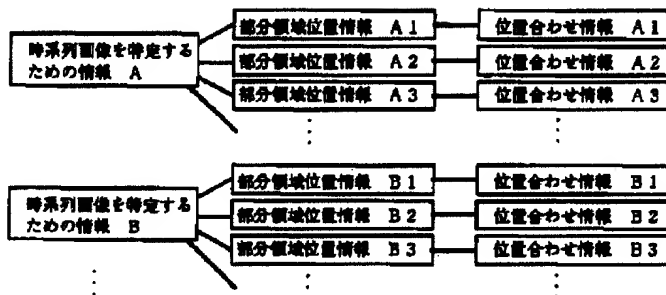 時系列画像を特定する
ための情報 A
部分領域位置情報 A1
位置合わせ情報 A1
部分領域位置情報 A2
位置合わせ情報 A2
部分領域位置情報 A3
位置合わせ情報 A3
時系列画像を特定する
ための情報 B
部分領域位置情報 B1
位置合わせ情報 B1
部分領域位置情報 B2
位置合わせ情報 B2
部分領域位置情報 B3
位置合わせ情報 B3